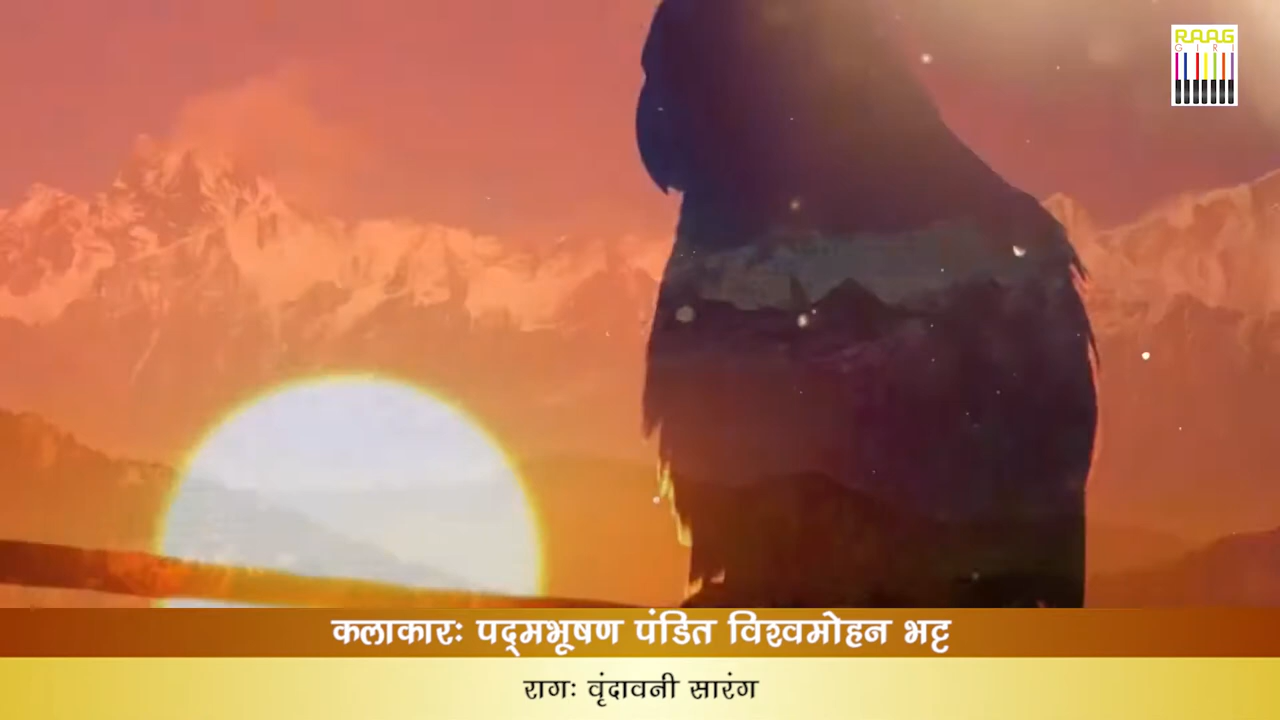 RAAG
GIRI
कलाकारः पद्मभूषण पंडित विश्वमोहन भट्ट
रागः वृंदावनी सारंग